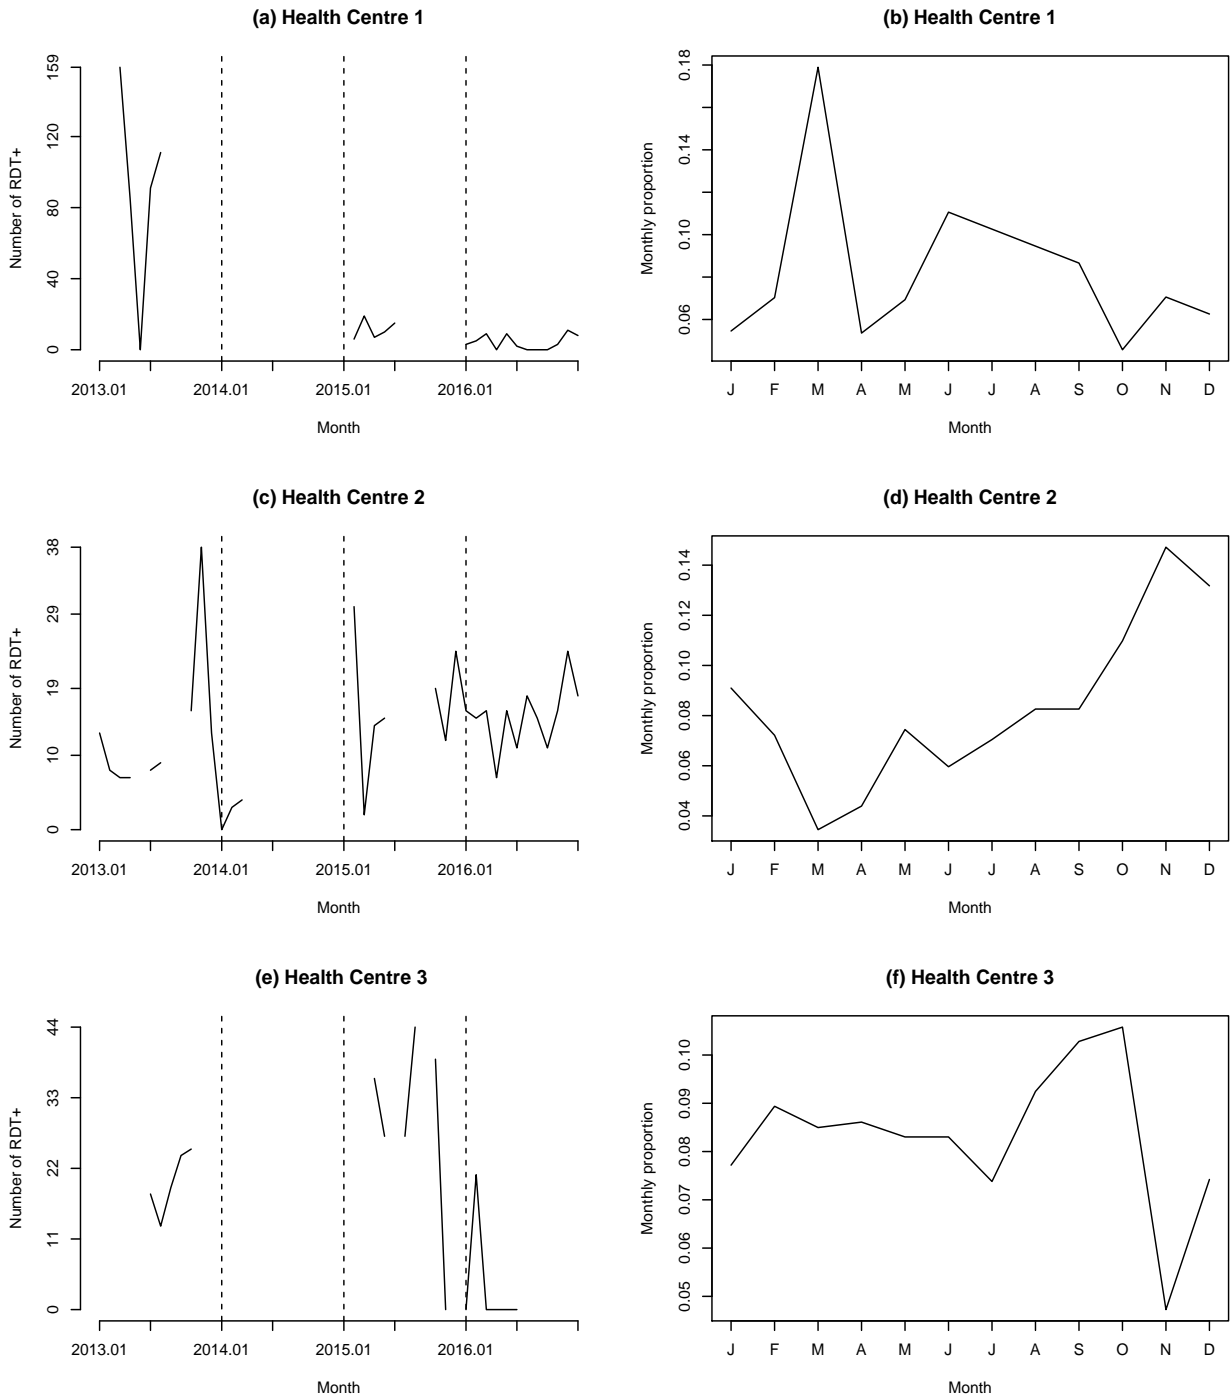 (a) Health Centre 1
Number of RDT+
159
120
80
40
0
2013.01 2014.01 2015.01 2016.01
Month
(b) Health Centre 1
Monthly proportion
0.18
0.14
0.10
0.06
J F M A M J J A S O N D
Month
(c) Health Centre 2
Number of RDT+
38
29
19
10
0
2013.01 2014.01 2015.01 2016.01
Month
(d) Health Centre 2
Monthly proportion
0.14
0.12
0.10
0.08
0.06
0.04
J F M A M J J A S O N D
Month
(e) Health Centre 3
Number of RDT+
44
33
22
11
0
2013.01 2014.01 2015.01 2016.01
Month
(f) Health Centre 3
Monthly proportion
0.10
0.09
0.08
0.07
0.06
0.05
J F M A M J J A S O N D
Month